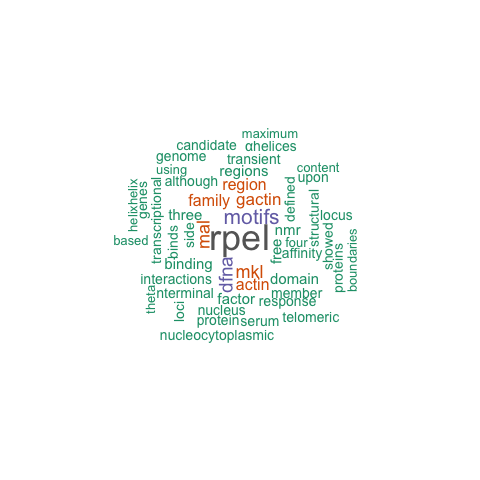 maximum
candidate
αhelices
genome
transient
using
regions
content
although
region
upon
helixhelix
genes
transcriptional
family
gactin
defined
structural
three
motifs
locus
mal
side
rpel
nmr
based
binds
free
four
affinity
showed
boundaries
binding
dfna
mkl
proteins
interactions
actin
domain
theta
nterminal
factor
member
response
loci
nucleus
protein
serum
telomeric
nucleocytoplasmic